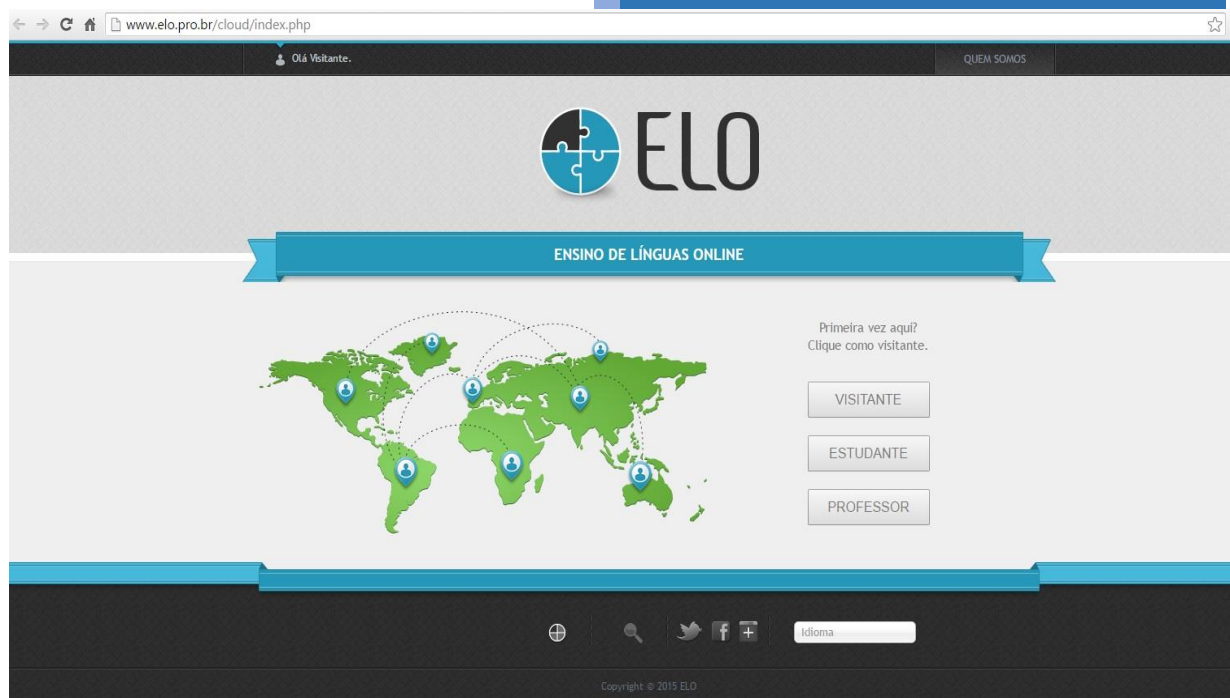 www.elo.pro.br/cloud/index.php
Olá Visitante.
QUEM SOMOS
ELO
ENSINO DE LÍNGUAS ONLINE
Primeira vez aqui?
Clique como visitante.
VISITANTE
ESTUDANTE
PROFESSOR
Idioma
Copyright © 2015 ELO